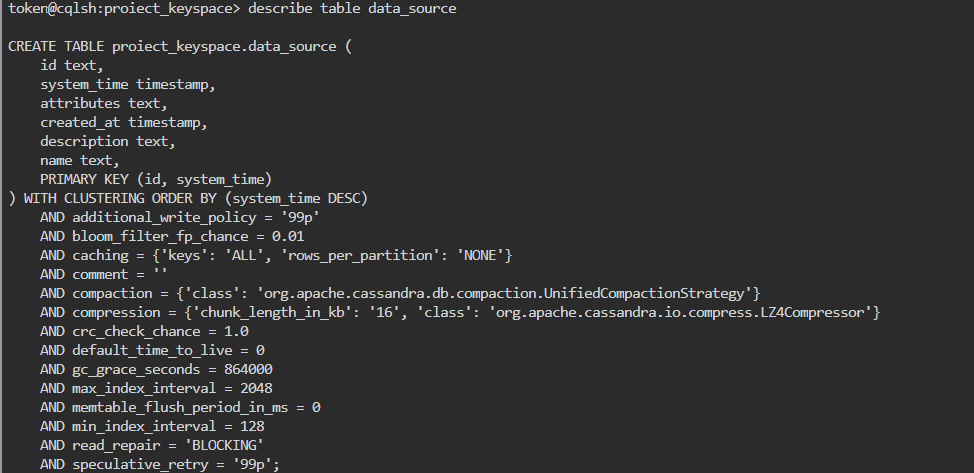 token@cqlsh:proiect_keyspace> describe table data_source
CREATE TABLE proiect_keyspace.data_source (
    id text,
    system_time timestamp,
    attributes text,
    created_at timestamp,
    description text,
    name text,
    PRIMARY KEY (id, system_time)
) WITH CLUSTERING ORDER BY (system_time DESC)
    AND additional_write_policy = '99p'
    AND bloom_filter_fp_chance = 0.01
    AND caching = {'keys': 'ALL', 'rows_per_partition': 'NONE'}
    AND comment = ''
    AND compaction = {'class': 'org.apache.cassandra.db.compaction.UnifiedCompactionStrategy'}
    AND compression = {'chunk_length_in_kb': '16', 'class': 'org.apache.cassandra.io.compress.LZ4Compressor'}
    AND crc_check_chance = 1.0
    AND default_time_to_live = 0
    AND gc_grace_seconds = 864000
    AND max_index_interval = 2048
    AND memtable_flush_period_in_ms = 0
    AND min_index_interval = 128
    AND read_repair = 'BLOCKING'
    AND speculative_retry = '99p';